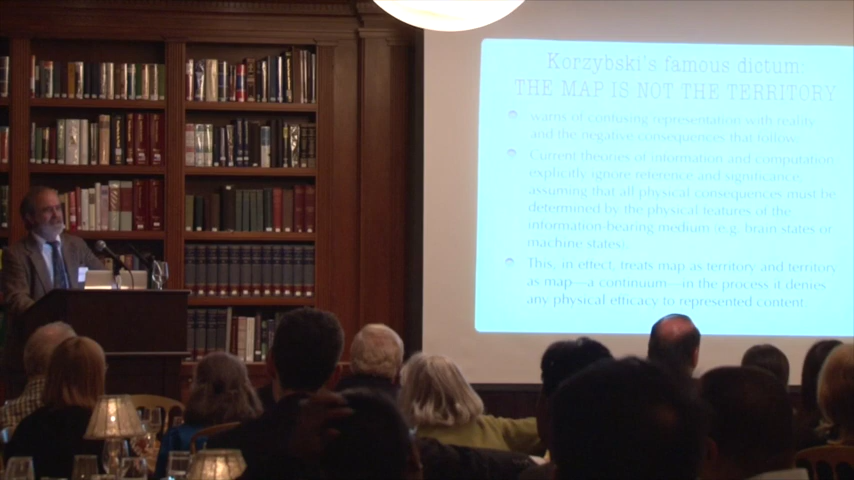 Korzybski's famous dictum:
THE MAP IS NOT THE TERRITORY
warns of confusing representation with reality
and the negative consequences that follow.
Current theories of information and computation
explicitly ignore reference and significance,
assuming that all physical consequences must be
determined by the physical features of the
information-bearing medium (e.g. brain states or
machine states).
This, in effect, treats map as territory and territory
as map—a continuum—in the process it denies
any physical efficacy to represented content.